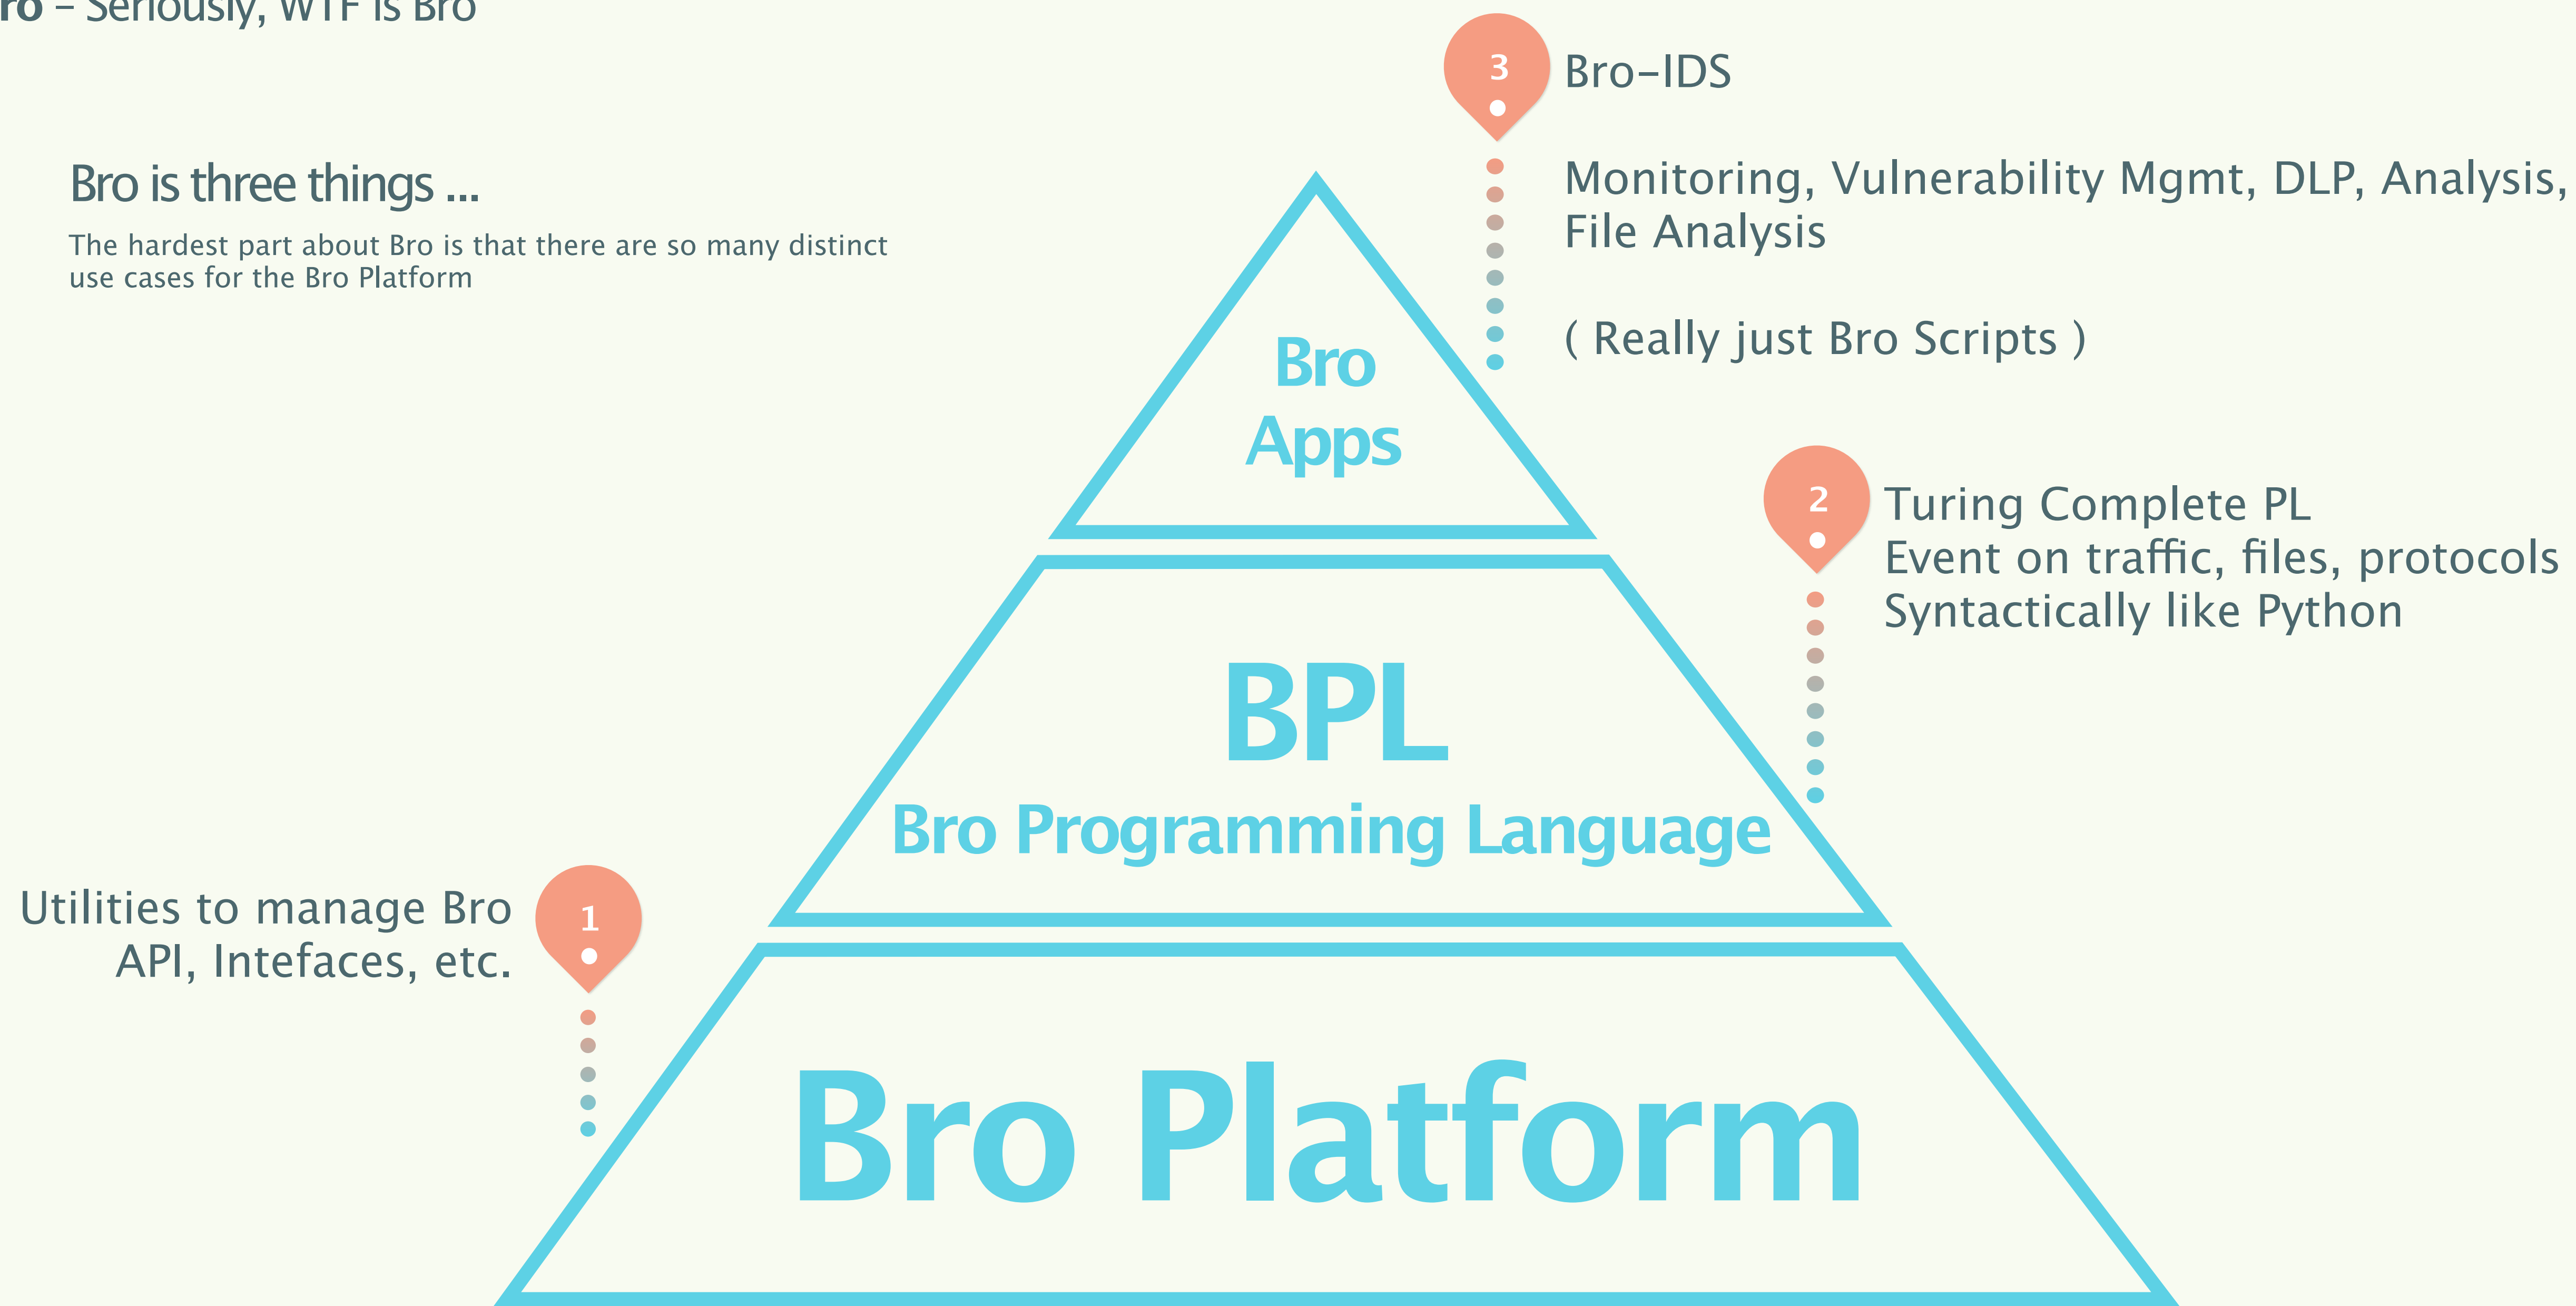 ro – Seriously, WTF is Bro
Bro is three things ...
The hardest part about Bro is that there are so many distinct
use cases for the Bro Platform
3
Bro-IDS
Monitoring, Vulnerability Mgmt, DLP, Analysis,
File Analysis
( Really just Bro Scripts )
Bro
Apps
2
Turing Complete PL
Event on traffic, files, protocols
Syntactically like Python
BPL
Bro Programming Language
1
Utilities to manage Bro
API, Intefaces, etc.
Bro Platform